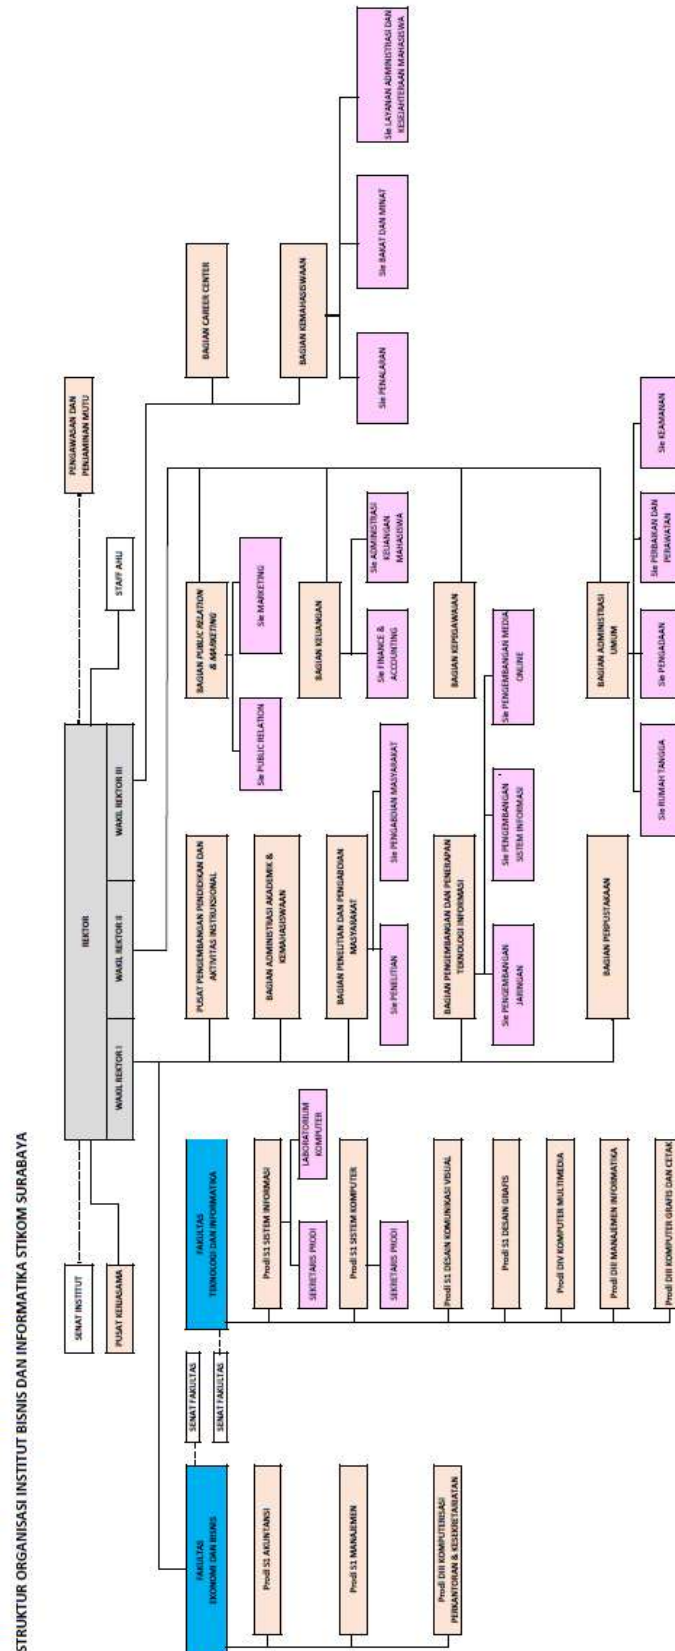 STRUKTUR ORGANISASI INSTITUT BISNIS DAN INFORMATIKA STIKOM SURABAYA
SENAT INSTITUT
PUSAT KERJASAMA
REKTOR
WAKIL REKTOR I
WAKIL REKTOR II
WAKIL REKTOR III
STAFF AHLI
PENGAWASAN DAN
PENJAMINAN MUTU
FAKULTAS
EKONOMI DAN BISNIS
SENAT FAKULTAS
SENAT FAKULTAS
FAKULTAS
TEKNOLOGI DAN INFORMATIKA
Prodi S1 AKUNTANSI
Prodi S1 MANAJEMEN
Prodi DIII KOMPUTERISASI
PERKANTORAN & KESEKRETARIATAN
Prodi S1 SISTEM INFORMASI
SEKRETARIS PRODI
LABORATORIUM
KOMPUTER
Prodi S1 SISTEM KOMPUTER
SEKRETARIS PRODI
Prodi S1 DESAIN KOMUNIKASI VISUAL
Prodi S1 DESAIN GRAFIS
Prodi DIV KOMPUTER MULTIMEDIA
Prodi DIII MANAJEMEN INFORMATIKA
Prodi DIII KOMPUTER GRAFIS DAN CETAK
PUSAT PENGEMBANGAN PENDIDIKAN DAN
AKTIVITAS INSTRUKSIONAL
BAGIAN ADMINISTRASI AKADEMIK &
KEMAHASISWAAN
BAGIAN PENELITIAN DAN PENGABDIAN
MASYARAKAT
Sie PENELITIAN
Sie PENGABDIAN MASYARAKAT
BAGIAN PENGEMBANGAN DAN PENERAPAN
TEKNOLOGI INFORMASI
Sie PENGEMBANGAN
JARINGAN
Sie PENGEMBANGAN
SISTEM INFORMASI
Sie PENGEMBANGAN MEDIA
ONLINE
BAGIAN PERPUSTAKAAN
BAGIAN PUBLIC RELATION
& MARKETING
Sie PUBLIC RELATION
Sie MARKETING
BAGIAN KEUANGAN
Sie FINANCE &
ACCOUNTING
Sie ADMINISTRASI
KEUANGAN
MAHASISWA
BAGIAN KEPEGAWAIAN
BAGIAN ADMINISTRASI
UMUM
Sie RUMAH TANGGA
Sie PENGADAAN
Sie PERBAIKAN DAN
PERAWATAN
Sie KEAMANAN
BAGIAN CAREER CENTER
BAGIAN KEMAHASISWAAN
Sie PENALARAN
Sie BAKAT DAN MINAT
Sie LAYANAN ADMINISTRASI DAN
KESEJAHTERAAN MAHASISWA